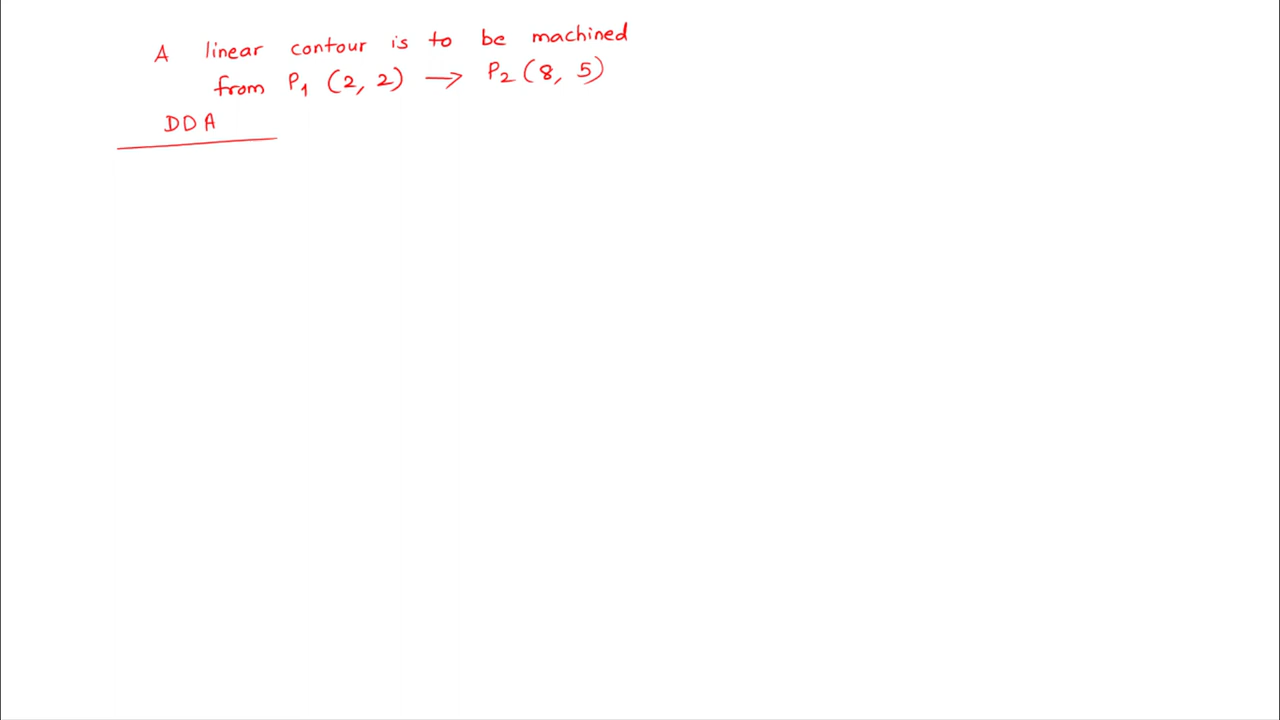 A linear contour is to be machined
from P₁ (2, 2) → P₂ (8, 5)
DDA